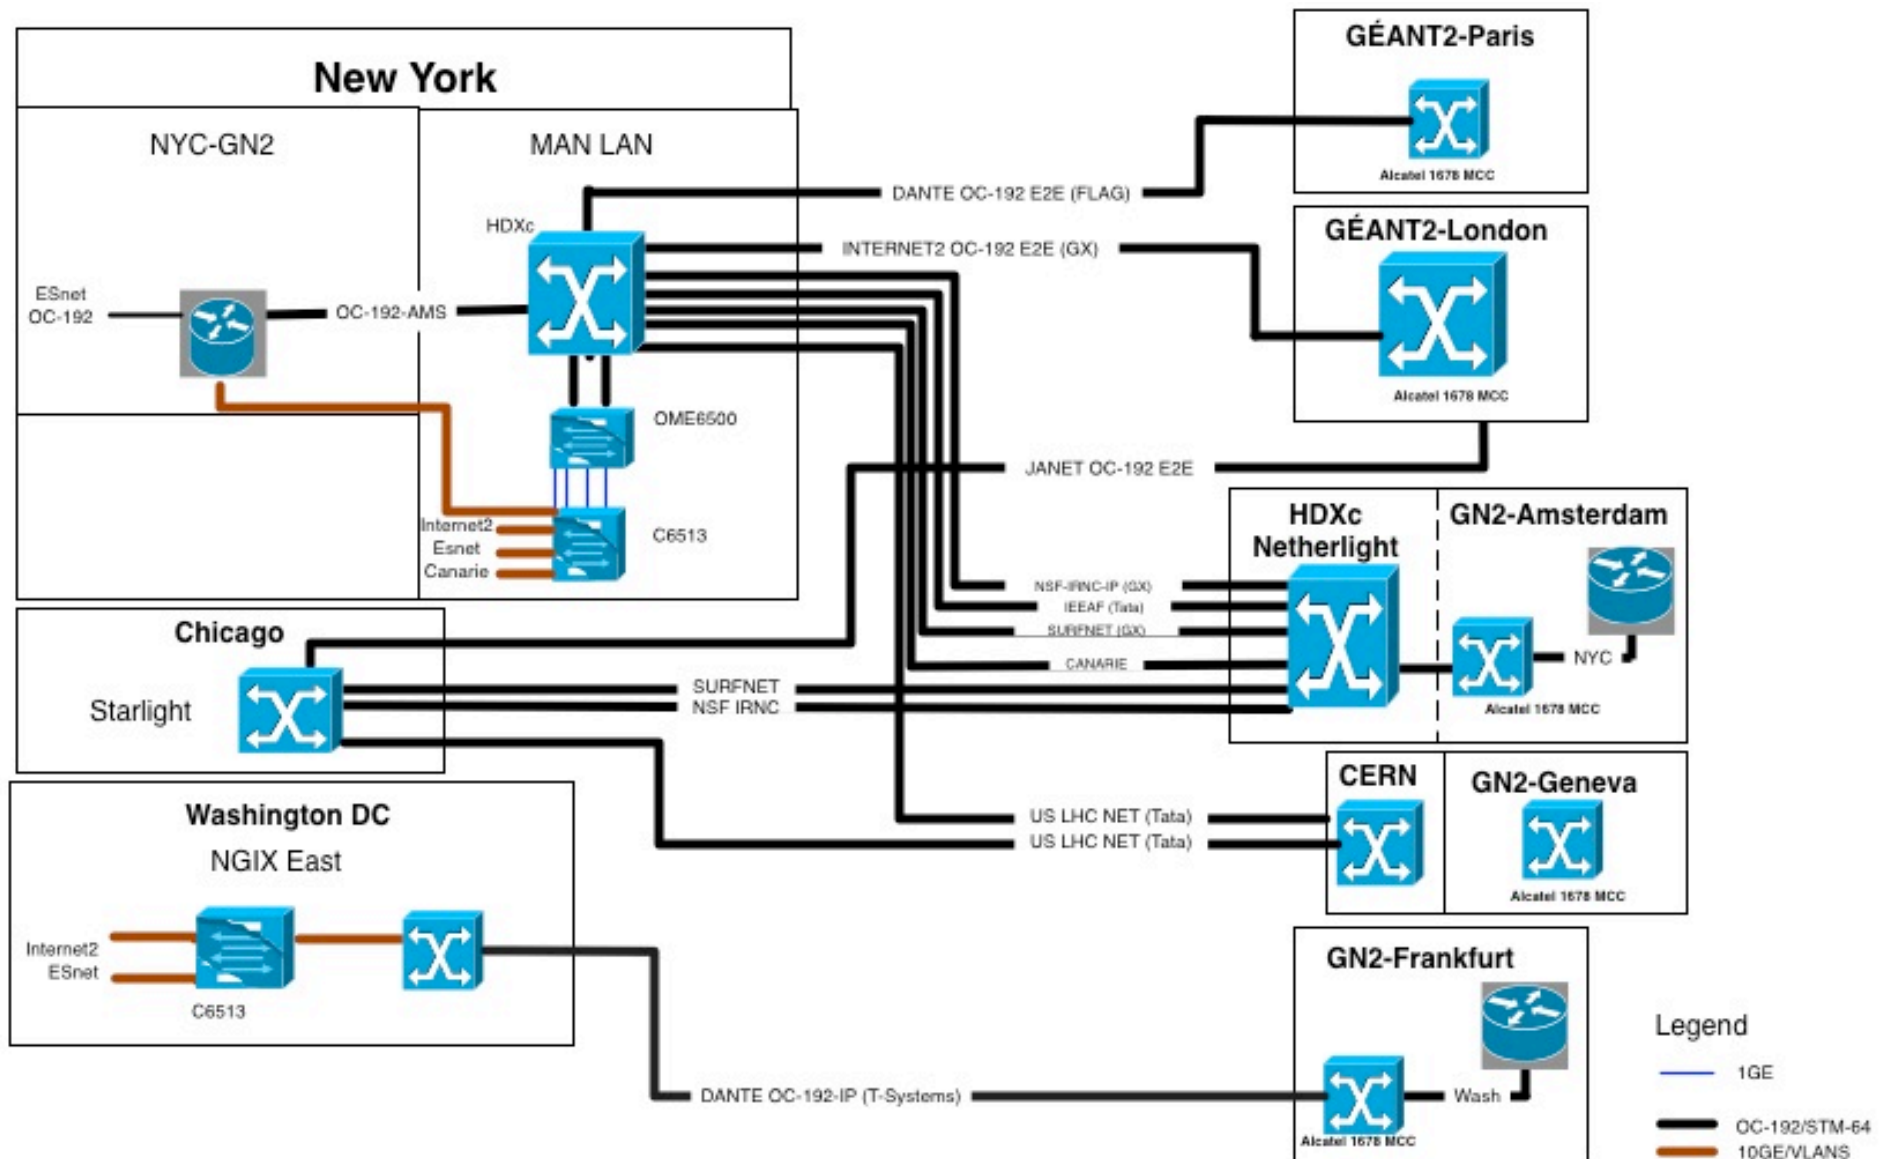 New York
NYC-GN2
MAN LAN
HDXc
ESnet
OC-192
OC-192-AMS
OME6500
C6513
Internet2
Esnet
Canarie
DANTE OC-192 E2E (FLAG)
INTERNET2 OC-192 E2E (GX)
JANET OC-192 E2E
GÉANT2-Paris
Alcatel 1678 MCC
GÉANT2-London
Alcatel 1678 MCC
HDXc
Netherlight
GN2-Amsterdam
NSF-IRNC-IP (GX)
IEEAF (Tata)
SURFNET (GX)
CANARIE
NYC
Alcatel 1678 MCC
Chicago
Starlight
SURFNET
NSF IRNC
US LHC NET (Tata)
US LHC NET (Tata)
CERN
GN2-Geneva
Alcatel 1678 MCC
Washington DC
NGIX East
Internet2
ESnet
C6513
DANTE OC-192-IP (T-Systems)
GN2-Frankfurt
Wash
Alcatel 1678 MCC
Legend
1GE
OC-192/STM-64
10GE/VLANS